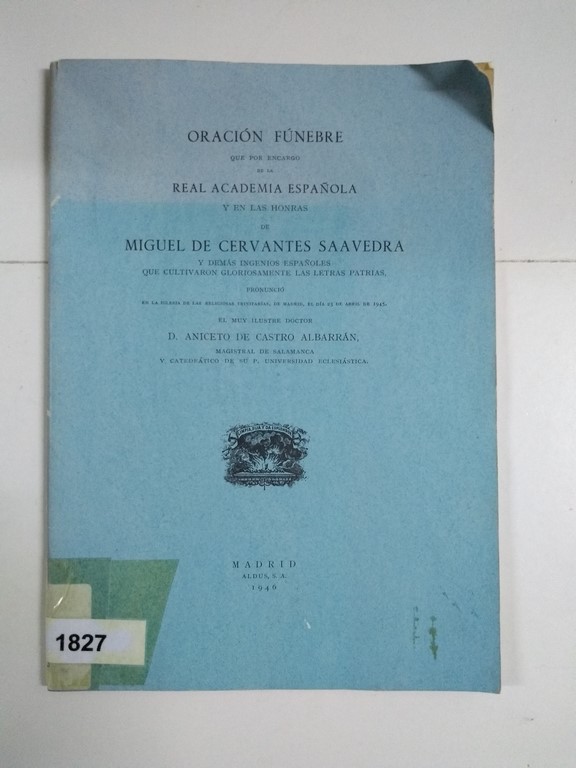 ORACIÓN FÚNEBRE
QUE POR ENCARGO
DE LA
REAL ACADEMIA ESPAÑOLA
Y EN LAS HONRAS
DE
MIGUEL DE CERVANTES SAAVEDRA
Y DEMÁS INGENIOS ESPAÑOLES
QUE CULTIVARON GLORIOSAMENTE LAS LETRAS PATRIAS,
PRONUNCIÓ
EN LA IGLESIA DE LAS RELIGIOSAS TRINITARIAS, DE MADRID, EL DÍA 23 DE ABRIL DE 1945,
EL MUY ILUSTRE DOCTOR
D. ANICETO DE CASTRO ALBARRÁN,
MAGISTRAL DE SALAMANCA
Y CATEDRÁTICO DE SU P. UNIVERSIDAD ECLESIÁSTICA.
MADRID
ALDUS, S. A.
1946
1827